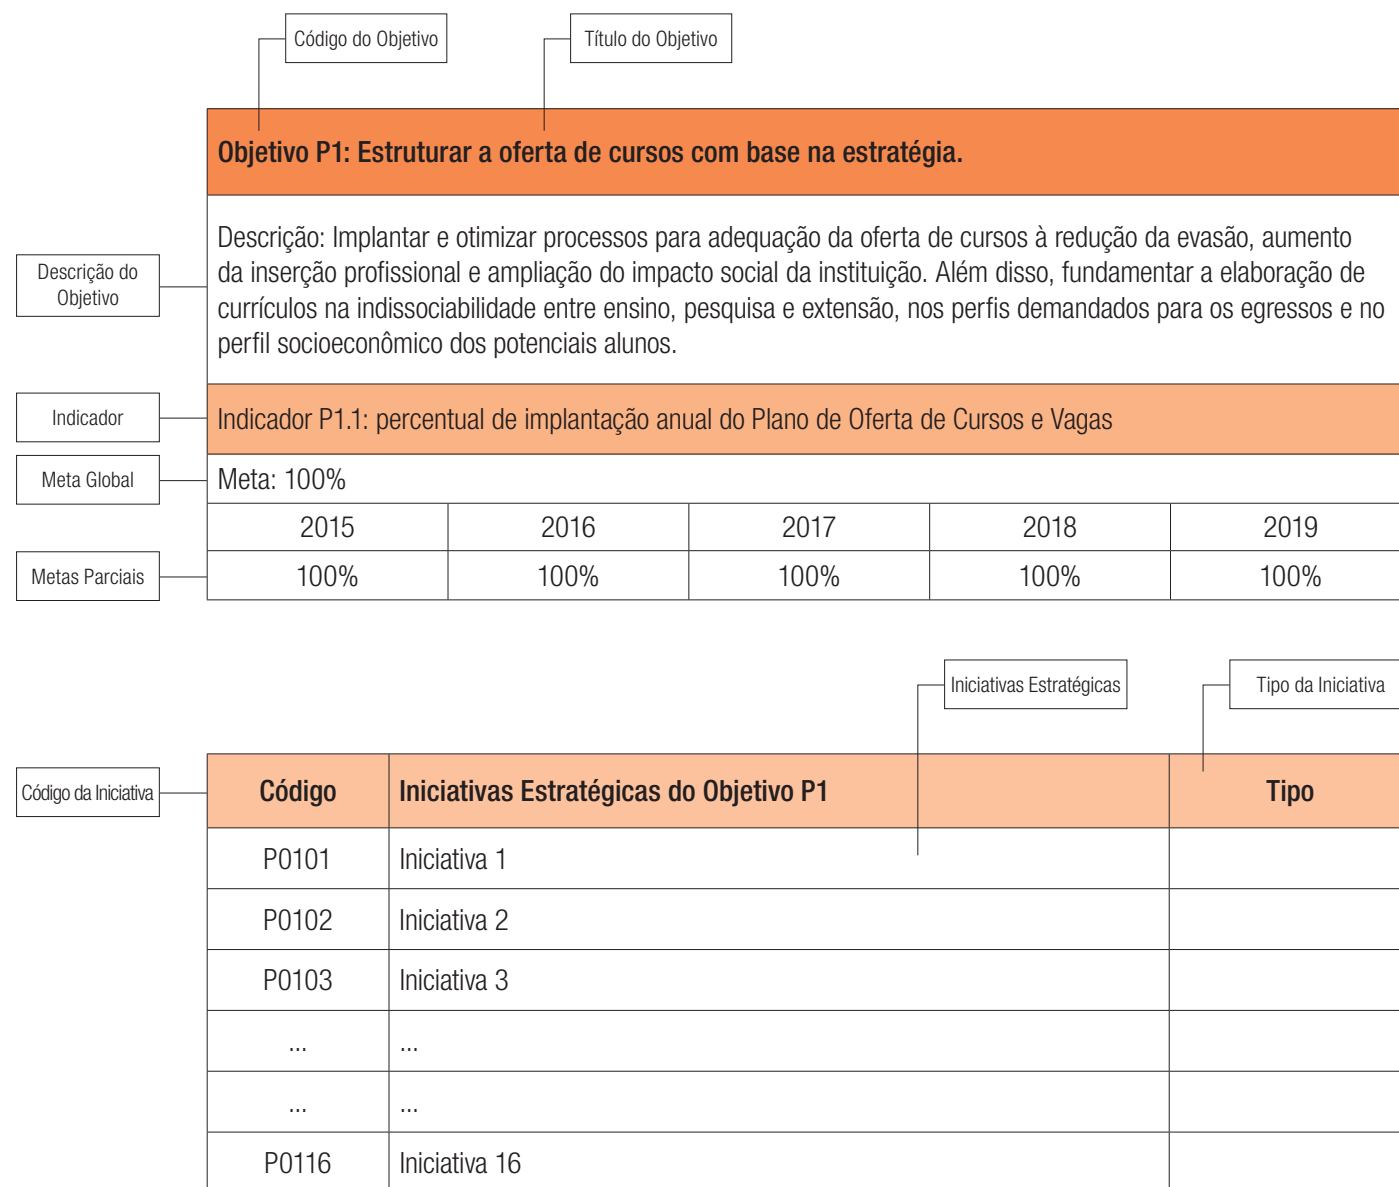 Código do Objetivo
Título do Objetivo
Objetivo P1: Estruturar a oferta de cursos com base na estratégia.
Descrição do
Objetivo
Descrição: Implantar e otimizar processos para adequação da oferta de cursos à redução da evasão, aumento
da inserção profissional e ampliação do impacto social da instituição. Além disso, fundamentar a elaboração de
currículos na indissociabilidade entre ensino, pesquisa e extensão, nos perfis demandados para os egressos e no
perfil socioeconômico dos potenciais alunos.
Indicador
Indicador P1.1: percentual de implantação anual do Plano de Oferta de Cursos e Vagas
Meta Global
Meta: 100%
2015 2016 2017 2018 2019
Metas Parciais
100% 100% 100% 100% 100%
Iniciativas Estratégicas
Tipo da Iniciativa
Código da Iniciativa
Código Iniciativas Estratégicas do Objetivo P1 Tipo
P0101 Iniciativa 1
P0102 Iniciativa 2
P0103 Iniciativa 3
... ...
... ...
P0116 Iniciativa 16